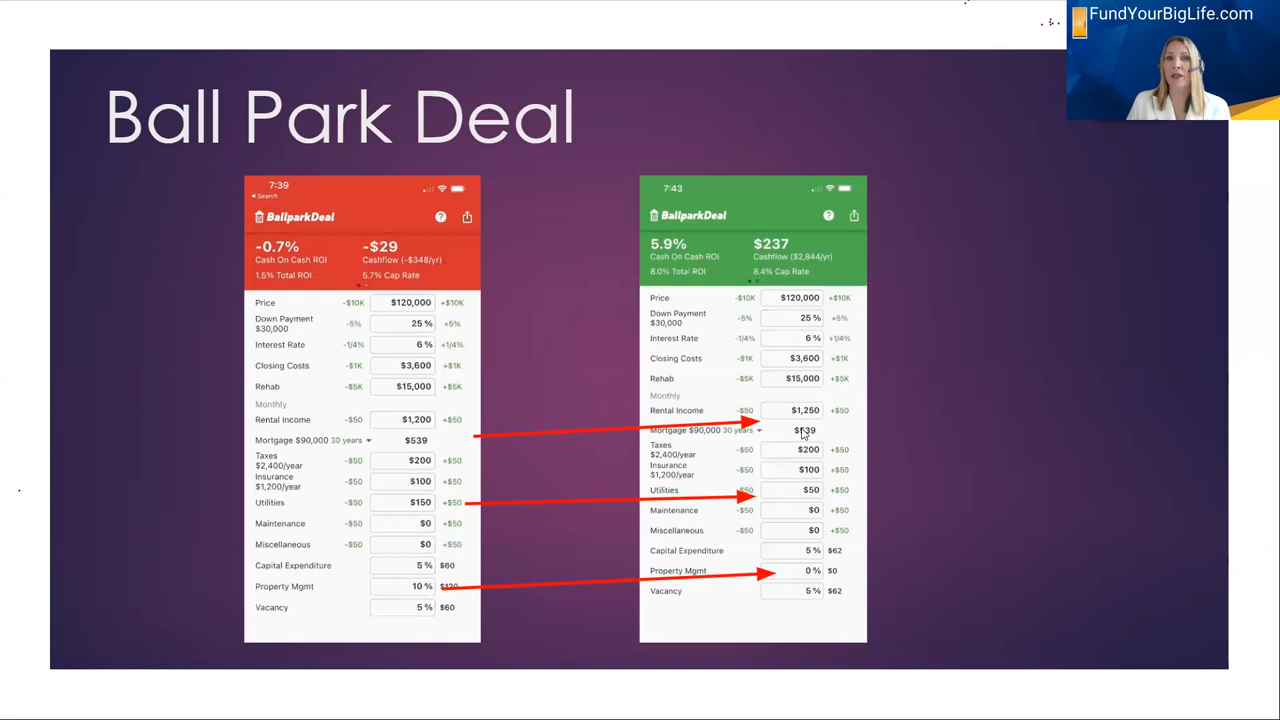 FundYourBigLife.com
Ball Park Deal
7:39
Search
BallparkDeal
?
-0.7% -$29
Cash On Cash ROI Cashflow (-$348/yr)
1.5% Total ROI 5.7% Cap Rate
Price -$10K $120,000 +$10K
Down Payment
$30,000 -5% 25 % +5%
Interest Rate -1/4% 6 % +1/4%
Closing Costs -$1K $3,600 +$1K
Rehab -$5K $15,000 +$5K
Monthly
Rental Income -$50 $1,200 +$50
Mortgage $90,000 30 years $539
Taxes
$2,400/year -$50 $200 +$50
Insurance
$1,200/year -$50 $100 +$50
Utilities -$50 $150 +$50
Maintenance -$50 $0 +$50
Miscellaneous -$50 $0 +$50
Capital Expenditure 5 % $60
Property Mgmt 10 % $120
Vacancy 5 % $60
7:43
BallparkDeal
?
5.9% $237
Cash On Cash ROI Cashflow ($2,844/yr)
8.0% Total ROI 8.4% Cap Rate
Price -$10K $120,000 +$10K
Down Payment
$30,000 -5% 25 % +5%
Interest Rate -1/4% 6 % +1/4%
Closing Costs -$1K $3,600 +$1K
Rehab -$5K $15,000 +$5K
Monthly
Rental Income -$50 $1,250 +$50
Mortgage $90,000 30 years $539
Taxes
$2,400/year -$50 $200 +$50
Insurance
$1,200/year -$50 $100 +$50
Utilities -$50 $50 +$50
Maintenance -$50 $0 +$50
Miscellaneous -$50 $0 +$50
Capital Expenditure 5 % $62
Property Mgmt 0 % $0
Vacancy 5 % $62